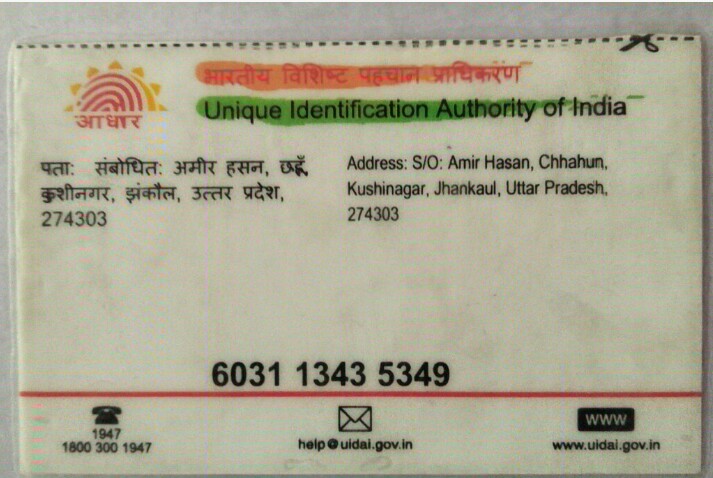 भारतीय विशिष्ट पहचान प्राधिकरण
Unique Identification Authority of India
आधार
पता: संबोधित: अमीर हसन, छहूँ,
कुशीनगर, झंकौल, उत्तर प्रदेश,
274303
Address: S/O: Amir Hasan, Chhahun,
Kushinagar, Jhankaul, Uttar Pradesh,
274303
6031 1343 5349
1947
1800 300 1947
help@uidai.gov.in
WWW
www.uidai.gov.in